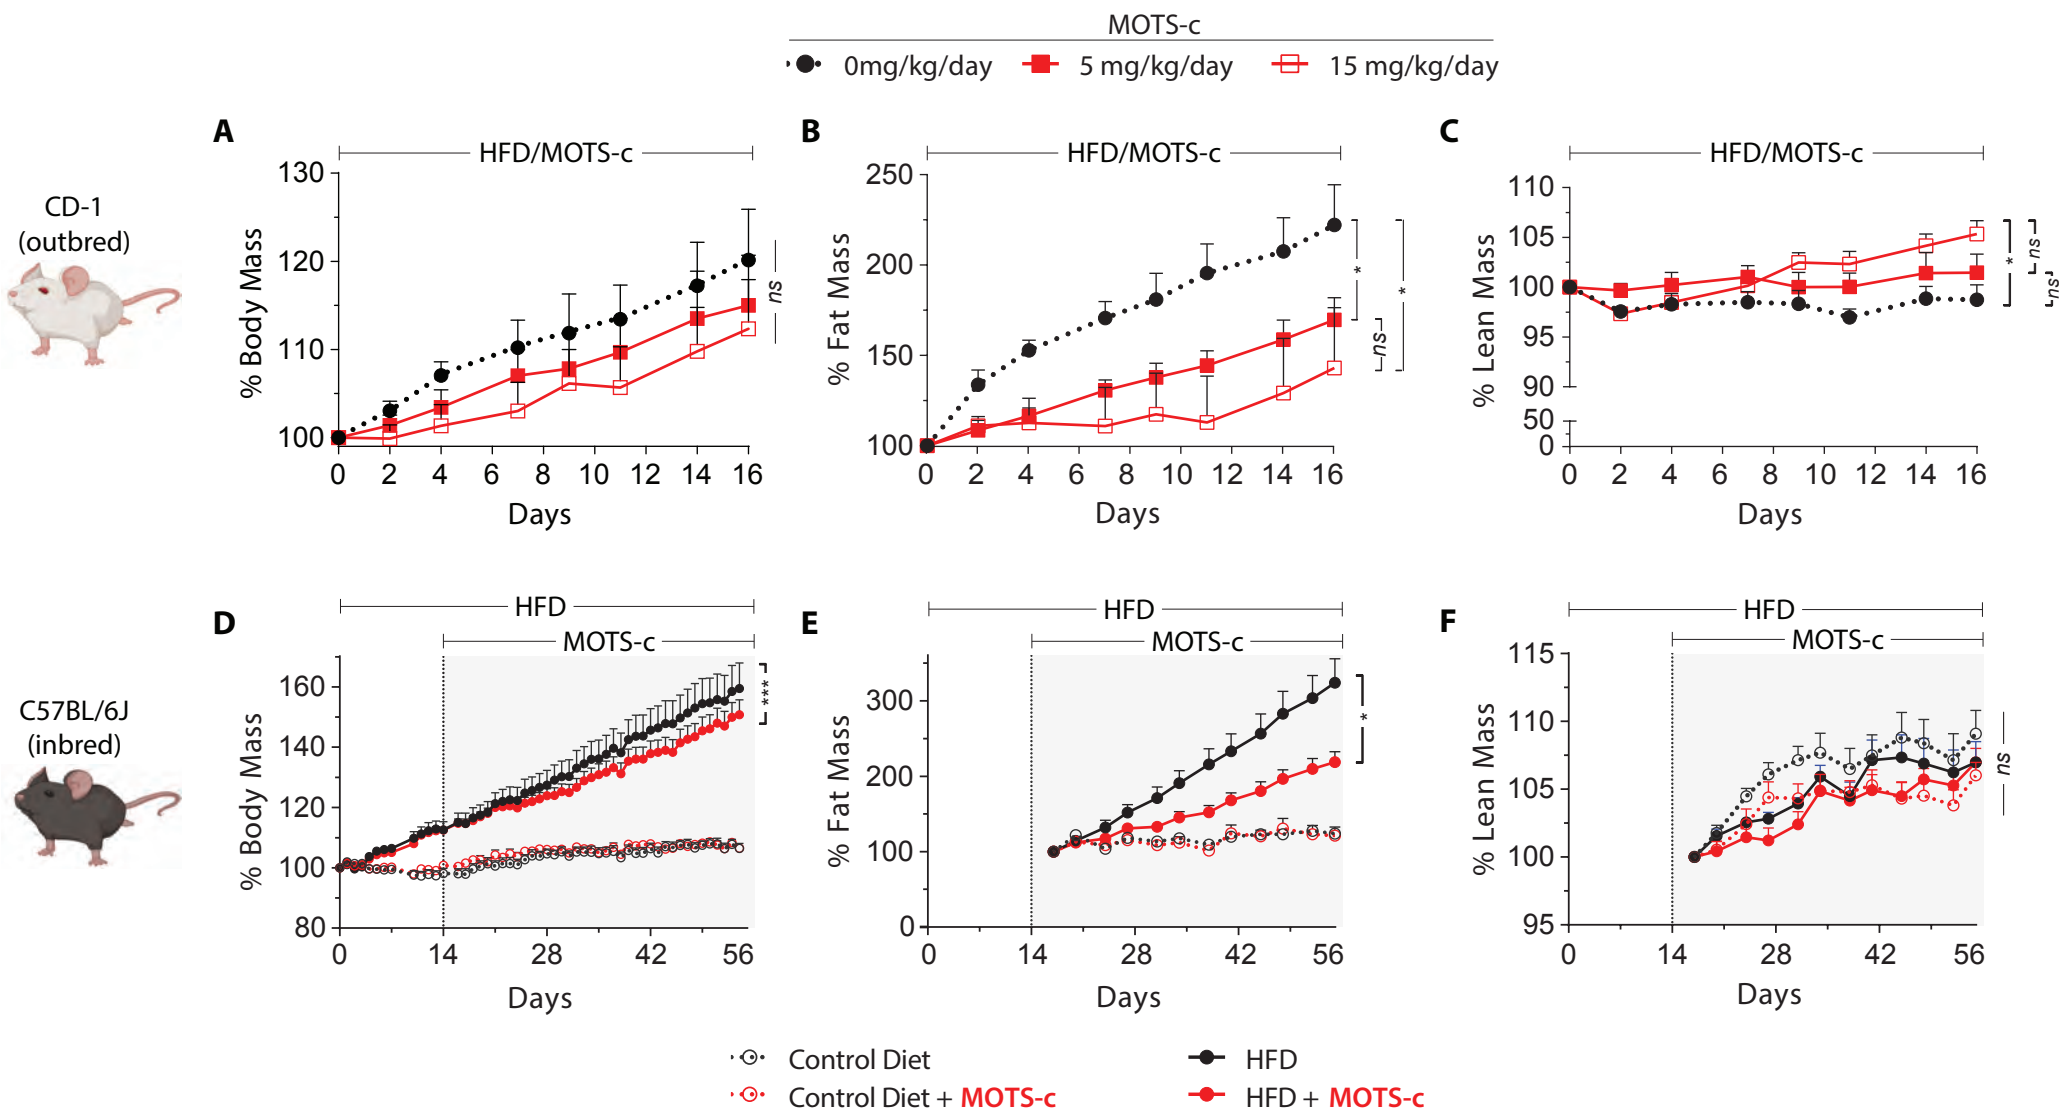 MOTS-c
0mg/kg/day
5 mg/kg/day
15 mg/kg/day
CD-1
(outbred)
A
HFD/MOTS-c
% Body Mass
130
120
110
100
ns
0 2 4 6 8 10 12 14 16
Days
B
HFD/MOTS-c
% Fat Mass
250
200
150
100
*
ns
*
0 2 4 6 8 10 12 14 16
Days
C
HFD/MOTS-c
% Lean Mass
110
105
100
95
90
50
0
*
ns
ns
0 2 4 6 8 10 12 14 16
Days
C57BL/6J
(inbred)
D
HFD
MOTS-c
% Body Mass
160
140
120
100
80
***
0 14 28 42 56
Days
E
HFD
MOTS-c
% Fat Mass
300
200
100
0
*
0 14 28 42 56
Days
F
HFD
MOTS-c
% Lean Mass
115
110
105
100
95
ns
0 14 28 42 56
Days
Control Diet
HFD
Control Diet + MOTS-c
HFD + MOTS-c